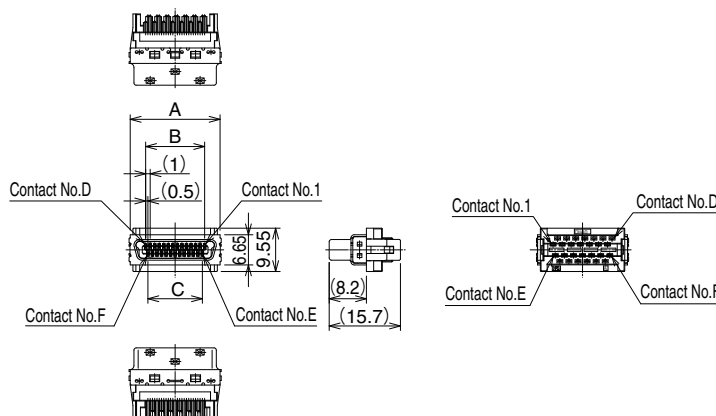 A
B
(1)
(0.5)
Contact No.D
Contact No.1
6.65
9.55
C
Contact No.F
Contact No.E
(8.2)
(15.7)
Contact No.1
Contact No.D
Contact No.E
Contact No.F